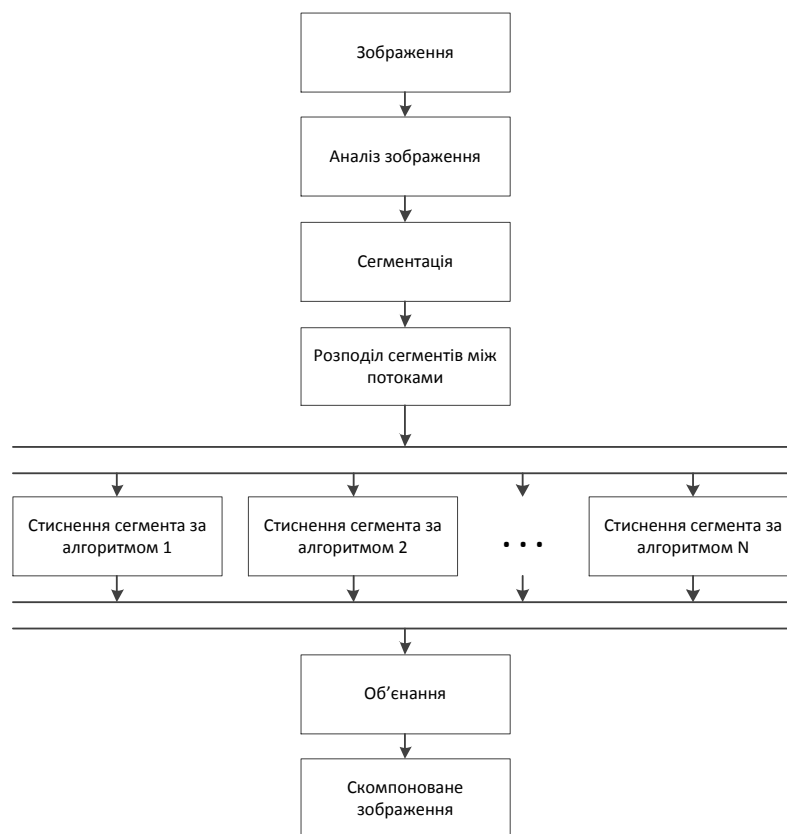 Зображення
Аналіз зображення
Сегментація
Розподіл сегментів між
потоками
Стиснення сегмента за
алгоритмом 1
Стиснення сегмента за
алгоритмом 2
. . .
Стиснення сегмента за
алгоритмом N
Об’єнання
Скомпоноване
зображення